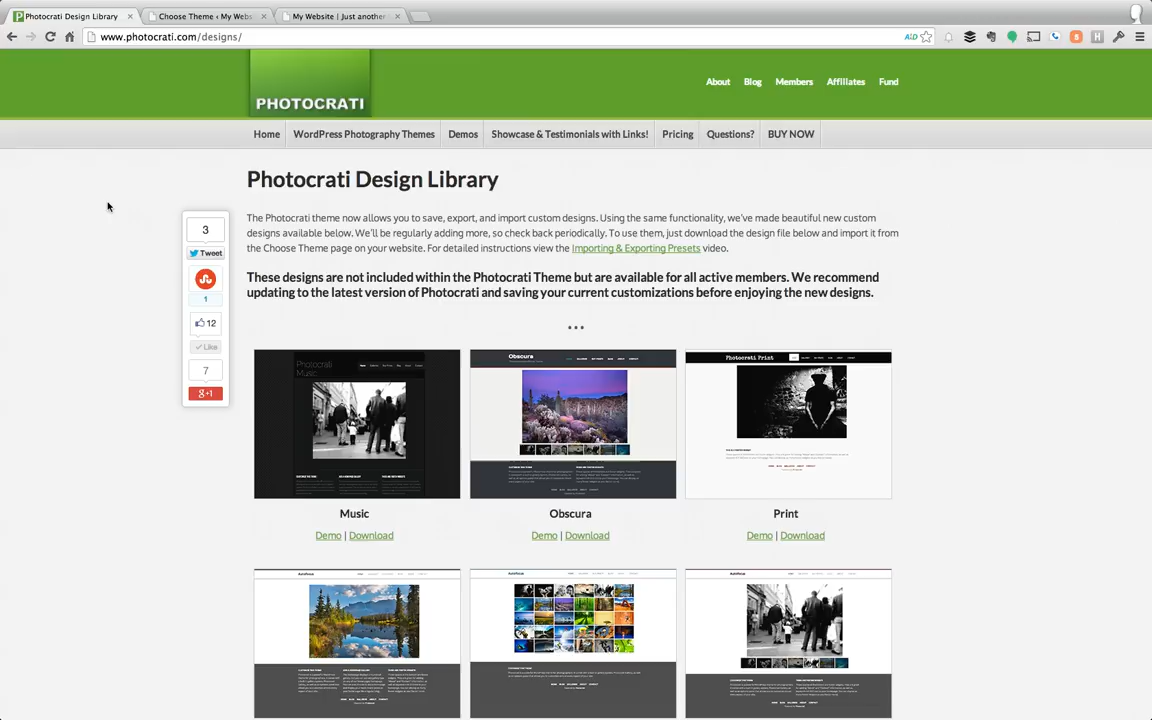 Photocrati Design Library
Choose Theme ‹ My Webs
My Website | Just another
www.photocrati.com/designs/
PHOTOCRATI
About Blog Members Affiliates Fund
Home WordPress Photography Themes Demos Showcase & Testimonials with Links! Pricing Questions? BUY NOW
Photocrati Design Library
The Photocrati theme now allows you to save, export, and import custom designs. Using the same functionality, we've made beautiful new custom
designs available below. We'll be regularly adding more, so check back periodically. To use them, just download the design file below and import it from
the Choose Theme page on your website. For detailed instructions view the Importing & Exporting Presets video.
These designs are not included within the Photocrati Theme but are available for all active members. We recommend
updating to the latest version of Photocrati and saving your current customizations before enjoying the new designs.
•••
3
Tweet
1
12
Like
7
g+1
Photocrati
Music
Obscura
Photocrati Print
Music
Obscura
Print
Demo | Download
Demo | Download
Demo | Download